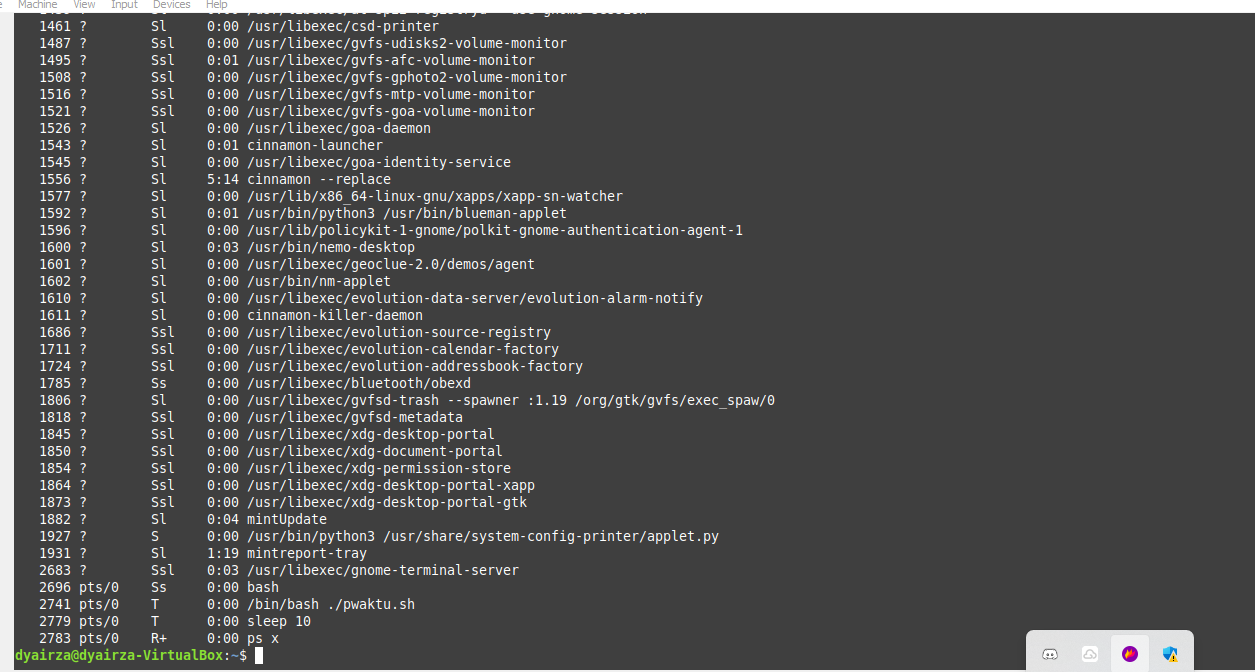 Machine View Input Devices Help
1461 ? Sl 0:00 /usr/libexec/csd-printer
1487 ? Ssl 0:00 /usr/libexec/gvfs-udisks2-volume-monitor
1495 ? Ssl 0:01 /usr/libexec/gvfs-afc-volume-monitor
1508 ? Ssl 0:00 /usr/libexec/gvfs-gphoto2-volume-monitor
1516 ? Ssl 0:00 /usr/libexec/gvfs-mtp-volume-monitor
1521 ? Ssl 0:00 /usr/libexec/gvfs-goa-volume-monitor
1526 ? Sl 0:00 /usr/libexec/goa-daemon
1543 ? Sl 0:01 cinnamon-launcher
1545 ? Sl 0:00 /usr/libexec/goa-identity-service
1556 ? Sl 5:14 cinnamon --replace
1577 ? Sl 0:00 /usr/lib/x86_64-linux-gnu/xapps/xapp-sn-watcher
1592 ? Sl 0:01 /usr/bin/python3 /usr/bin/blueman-applet
1596 ? Sl 0:00 /usr/lib/policykit-1-gnome/polkit-gnome-authentication-agent-1
1600 ? Sl 0:03 /usr/bin/nemo-desktop
1601 ? Sl 0:00 /usr/libexec/geoclue-2.0/demos/agent
1602 ? Sl 0:01 /usr/bin/nm-applet
1610 ? Sl 0:00 /usr/libexec/evolution-data-server/evolution-alarm-notify
1611 ? Sl 0:00 cinnamon-killer-daemon
1686 ? Ssl 0:00 /usr/libexec/evolution-source-registry
1711 ? Ssl 0:00 /usr/libexec/evolution-calendar-factory
1724 ? Ssl 0:00 /usr/libexec/evolution-addressbook-factory
1785 ? Ss 0:00 /usr/libexec/bluetooth/obexd
1806 ? Sl 0:00 /usr/libexec/gvfsd-trash --spawner :1.19 /org/gtk/gvfs/exec_spaw/0
1818 ? Ssl 0:00 /usr/libexec/gvfsd-metadata
1845 ? Ssl 0:00 /usr/libexec/xdg-desktop-portal
1850 ? Ssl 0:00 /usr/libexec/xdg-document-portal
1854 ? Ssl 0:00 /usr/libexec/xdg-permission-store
1864 ? Ssl 0:00 /usr/libexec/xdg-desktop-portal-xapp
1873 ? Ssl 0:00 /usr/libexec/xdg-desktop-portal-gtk
1882 ? Sl 0:04 mintUpdate
1927 ? S 0:00 /usr/bin/python3 /usr/share/system-config-printer/applet.py
1931 ? Sl 1:19 mintreport-tray
2683 ? Ssl 0:03 /usr/libexec/gnome-terminal-server
2696 pts/0 Ss 0:00 bash
2741 pts/0 T 0:00 /bin/bash ./pwaktu.sh
2779 pts/0 T 0:00 sleep 10
2783 pts/0 R+ 0:00 ps x
dyairza@dyairza-VirtualBox:~$